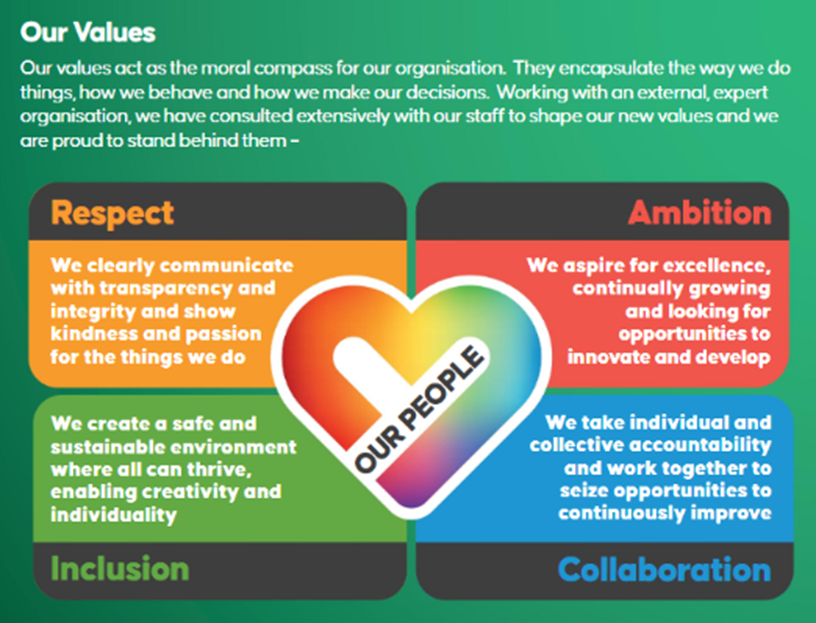 Our Values
Our values act as the moral compass for our organisation. They encapsulate the way we do
things, how we behave and how we make our decisions. Working with an external, expert
organisation, we have consulted extensively with our staff to shape our new values and we
are proud to stand behind them –
Respect
We clearly communicate
with transparency and
integrity and show
kindness and passion
for the things we do
Ambition
We aspire for excellence,
continually growing
and looking for
opportunities to
innovate and develop
OUR PEOPLE
We create a safe and
sustainable environment
where all can thrive,
enabling creativity and
individuality
Inclusion
We take individual and
collective accountability
and work together to
seize opportunities to
continuously improve
Collaboration